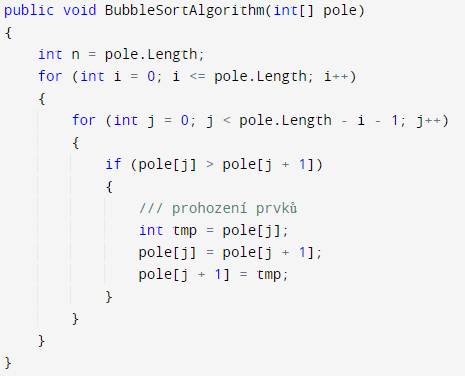 public void BubbleSortAlgorithm(int[] pole)
{
    int n = pole.Length;
    for (int i = 0; i <= pole.Length; i++)
    {
        for (int j = 0; j < pole.Length - i - 1; j++)
        {
            if (pole[j] > pole[j + 1])
            {
                /// prohození prvků
                int tmp = pole[j];
                pole[j] = pole[j + 1];
                pole[j + 1] = tmp;
            }
        }
    }
}